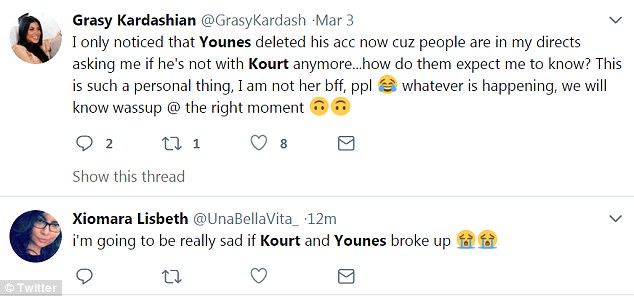 Grasy Kardashian @GrasyKardash · Mar 3
I only noticed that Younes deleted his acc now cuz people are in my directs
asking me if he's not with Kourt anymore...how do them expect me to know? This
is such a personal thing, I am not her bff, ppl 😂 whatever is happening, we will
know wassup @ the right moment 🙃🙃
2 1 8
Show this thread
Xiomara Lisbeth @UnaBellaVita_ · 12m
i'm going to be really sad if Kourt and Younes broke up 😭😭
© Twitter